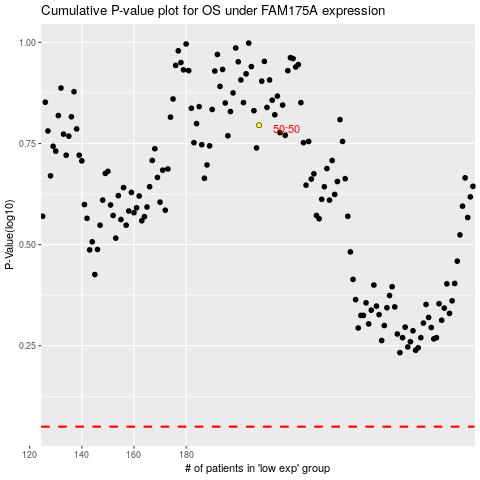 Cumulative P-value plot for OS under FAM175A expression
P-Value(log10)
1.00
0.75
0.50
0.25
50:50
120 140 160 180
# of patients in 'low exp' group